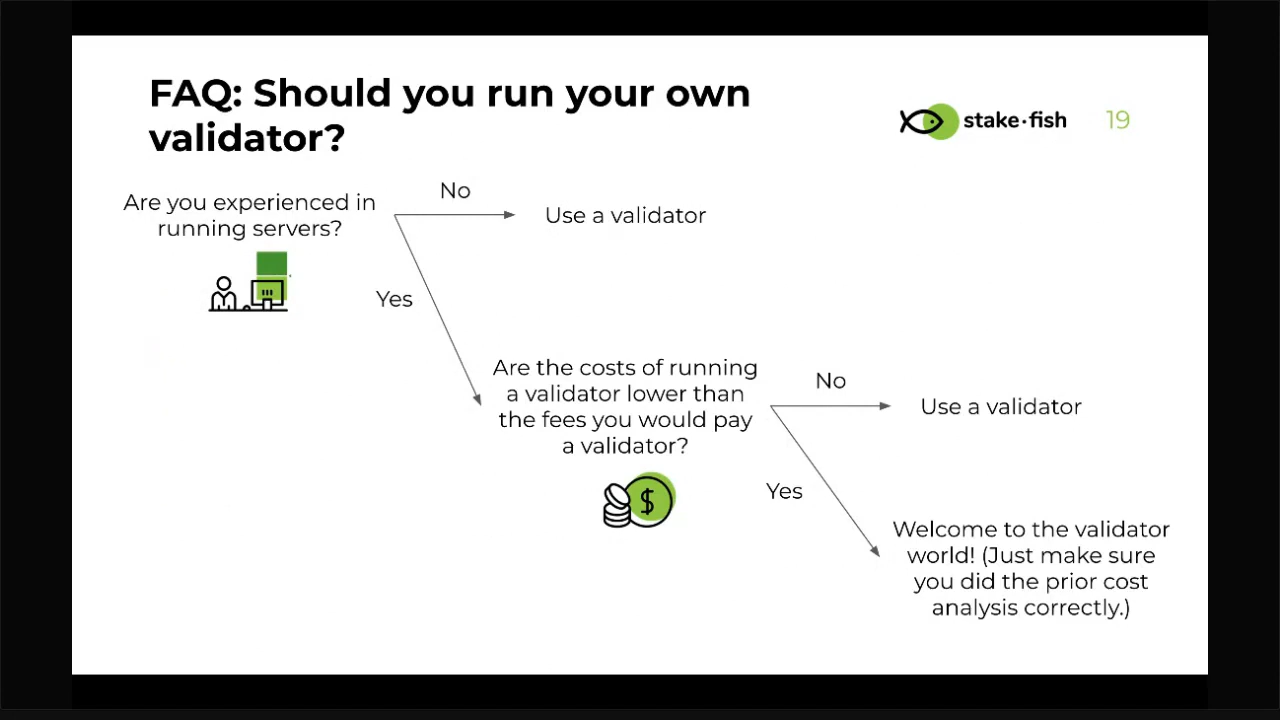 FAQ: Should you run your own
validator?
stake·fish
19
Are you experienced in
running servers?
No
Use a validator
Yes
Are the costs of running
a validator lower than
the fees you would pay
a validator?
$
No
Use a validator
Yes
Welcome to the validator
world! (Just make sure
you did the prior cost
analysis correctly.)